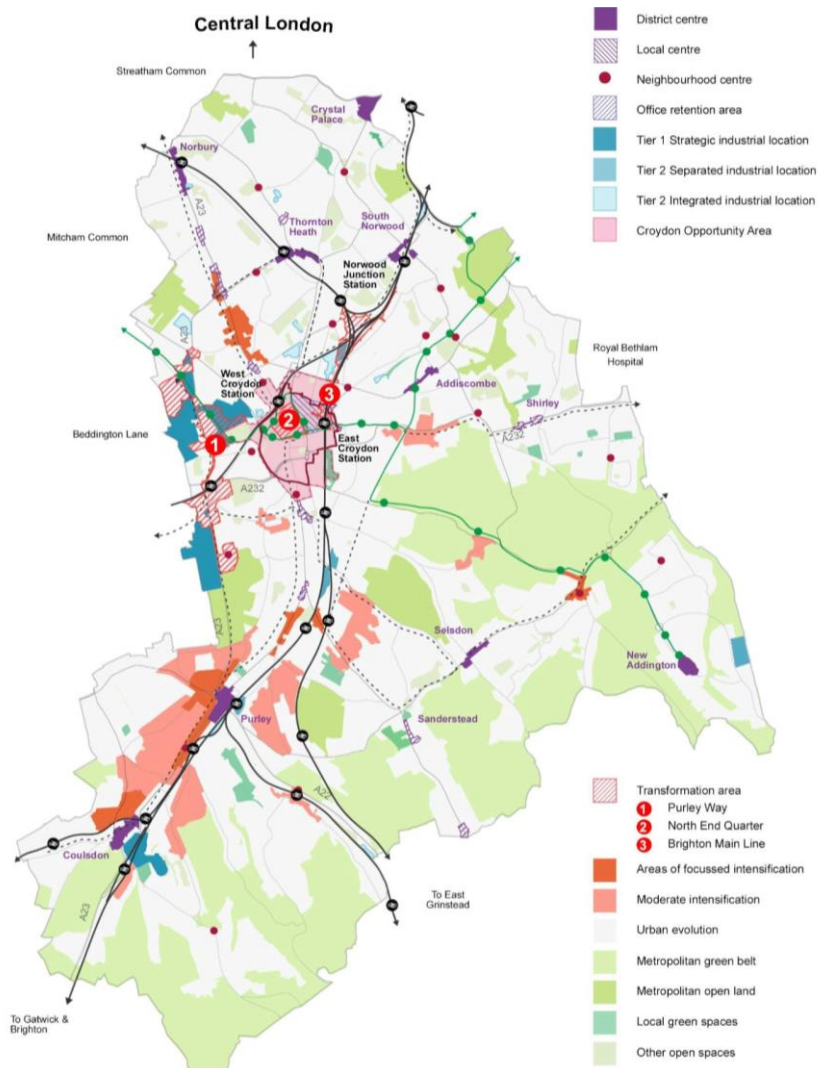 Central London
Streatham Common
Crystal
Palace
Norbury
A23
Thornton
Heath
South
Norwood
Mitcham Common
Norwood
Junction
Station
A23
West
Croydon
Station
3
2
1
Addiscombe
Royal Bethlam
Hospital
Shirley
A232
Beddington Lane
East
Croydon
Station
A232
A23
Selsdon
New
Addington
Purley
Sanderstead
A22
Coulsdon
A23
To East
Grinstead
To Gatwick &
Brighton
District centre
Local centre
Neighbourhood centre
Office retention area
Tier 1 Strategic industrial location
Tier 2 Separated industrial location
Tier 2 Integrated industrial location
Croydon Opportunity Area
Transformation area
1 Purley Way
2 North End Quarter
3 Brighton Main Line
Areas of focussed intensification
Moderate intensification
Urban evolution
Metropolitan green belt
Metropolitan open land
Local green spaces
Other open spaces